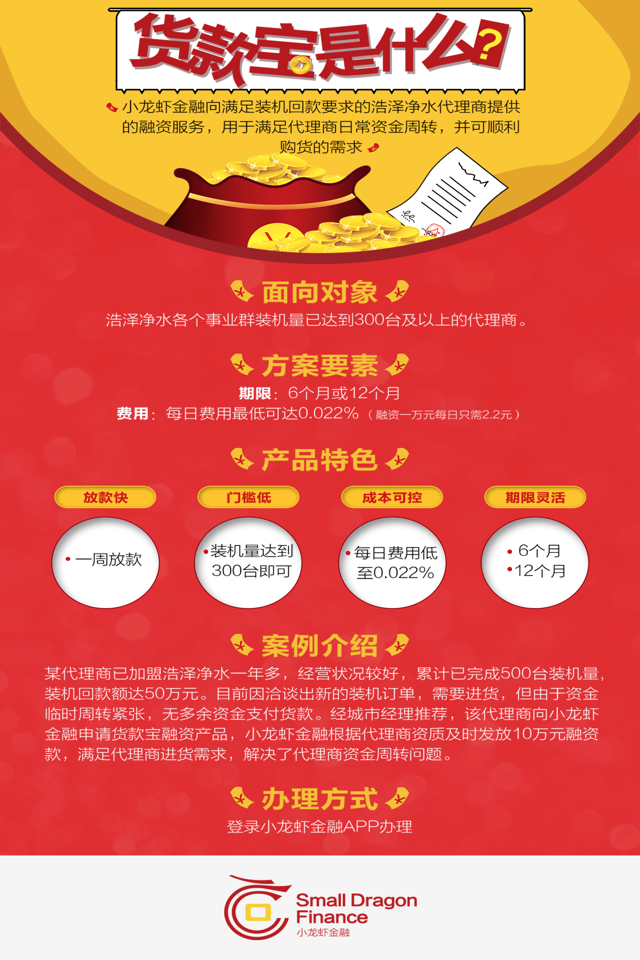 货款宝是什么?
小龙虾金融向满足装机回款要求的浩泽净水代理商提供
的融资服务，用于满足代理商日常资金周转，并可顺利
购货的需求
面向对象
浩泽净水各个事业群装机量已达到300台及以上的代理商。
方案要素
期限：6个月或12个月
费用：每日费用最低可达0.022%（融资一万元每日只需2.2元）
产品特色
放款快
门槛低
成本可控
期限灵活
•一周放款
•装机量达到
300台即可
•每日费用低
至0.022%
•6个月
•12个月
案例介绍
某代理商已加盟浩泽净水一年多，经营状况较好，累计已完成500台装机量,
装机回款额达50万元。目前因洽谈出新的装机订单，需要进货，但由于资金
临时周转紧张，无多余资金支付货款。经城市经理推荐，该代理商向小龙虾
金融申请货款宝融资产品，小龙虾金融根据代理商资质及时发放10万元融资
款，满足代理商进货需求，解决了代理商资金周转问题。
办理方式
登录小龙虾金融APP办理
Small Dragon
Finance
小龙虾金融